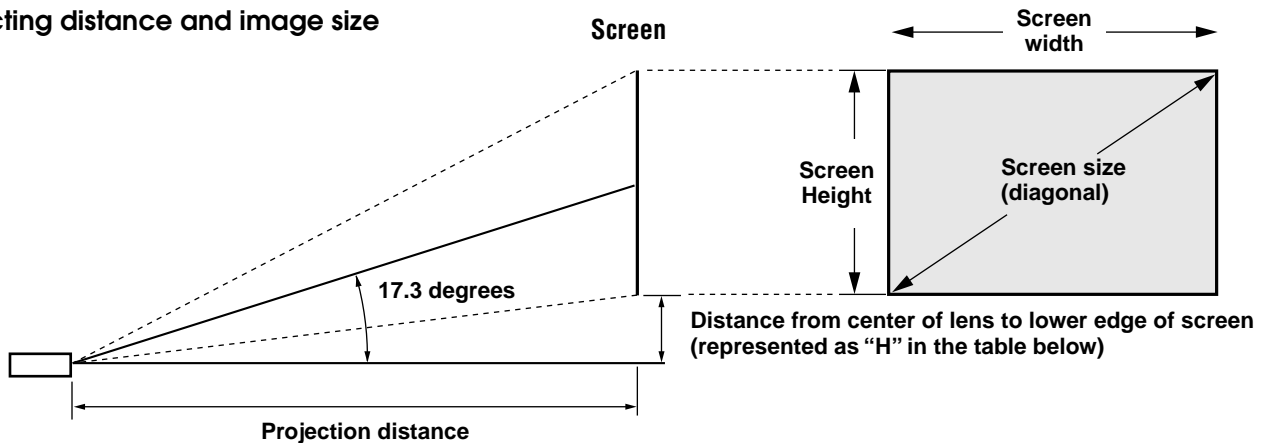 cting distance and image size
Screen
Screen
width
Screen
Height
Screen size
(diagonal)
17.3 degrees
Distance from center of lens to lower edge of screen
(represented as “H” in the table below)
Projection distance